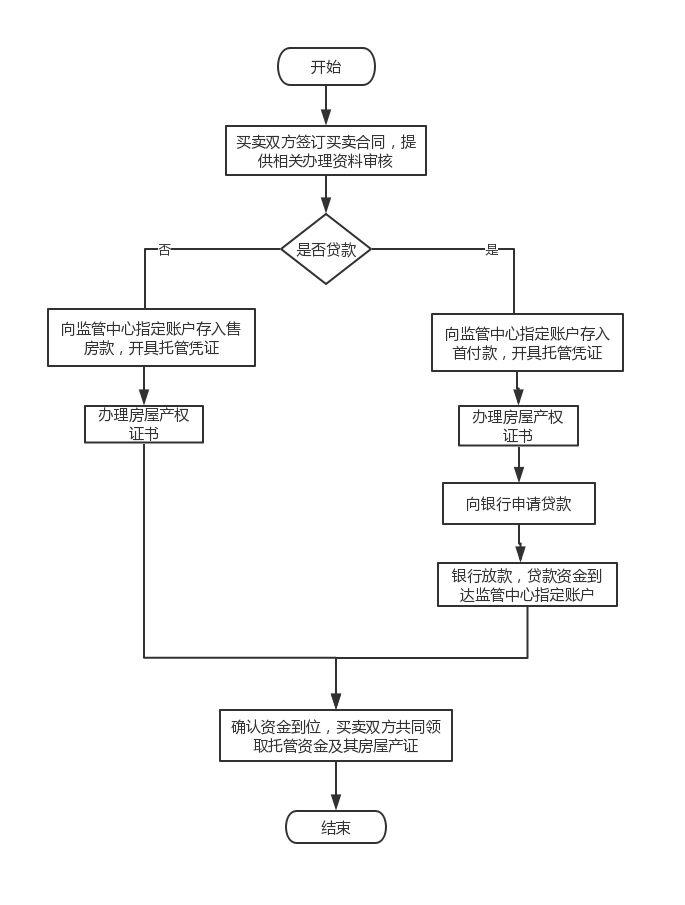 开始
买卖双方签订买卖合同，提
供相关办理资料审核
是否贷款
否
是
向监管中心指定账户存入售
房款，开具托管凭证
向监管中心指定账户存入
首付款，开具托管凭证
办理房屋产权
证书
办理房屋产权
证书
向银行申请贷款
银行放款，贷款资金到
达监管中心指定账户
确认资金到位，买卖双方共同领
取托管资金及其房屋产证
结束